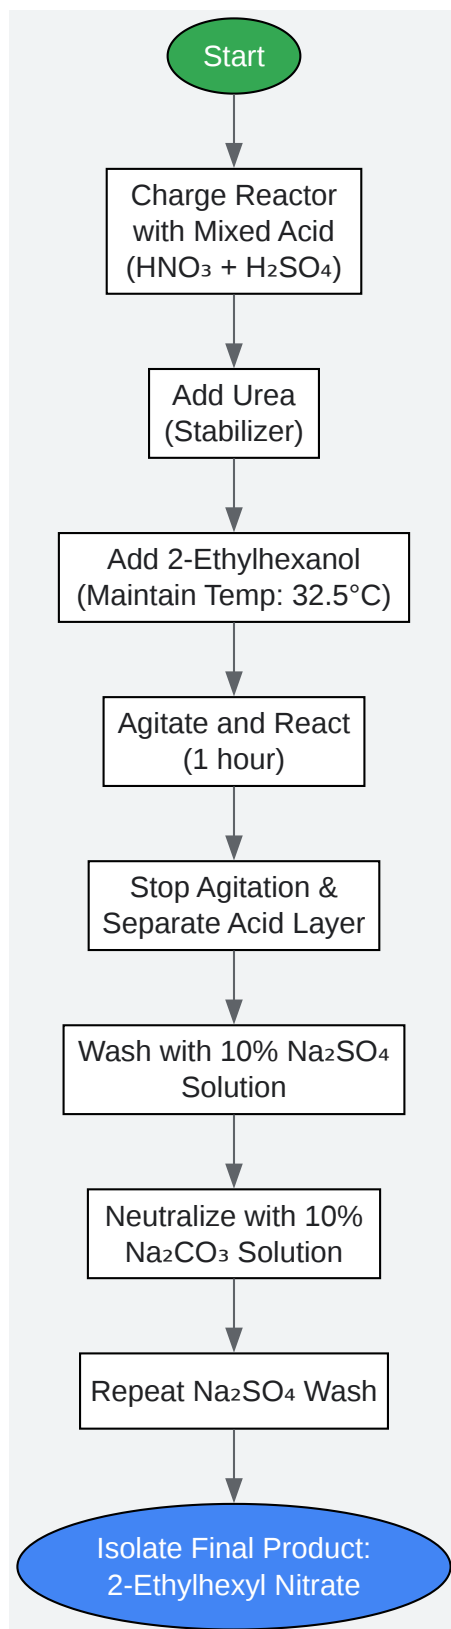 Start
Charge Reactor
with Mixed Acid
(HNO₃ + H₂SO₄)
Add Urea
(Stabilizer)
Add 2-Ethylhexanol
(Maintain Temp: 32.5°C)
Agitate and React
(1 hour)
Stop Agitation &
Separate Acid Layer
Wash with 10% Na₂SO₄
Solution
Neutralize with 10%
Na₂CO₃ Solution
Repeat Na₂SO₄ Wash
Isolate Final Product:
2-Ethylhexyl Nitrate